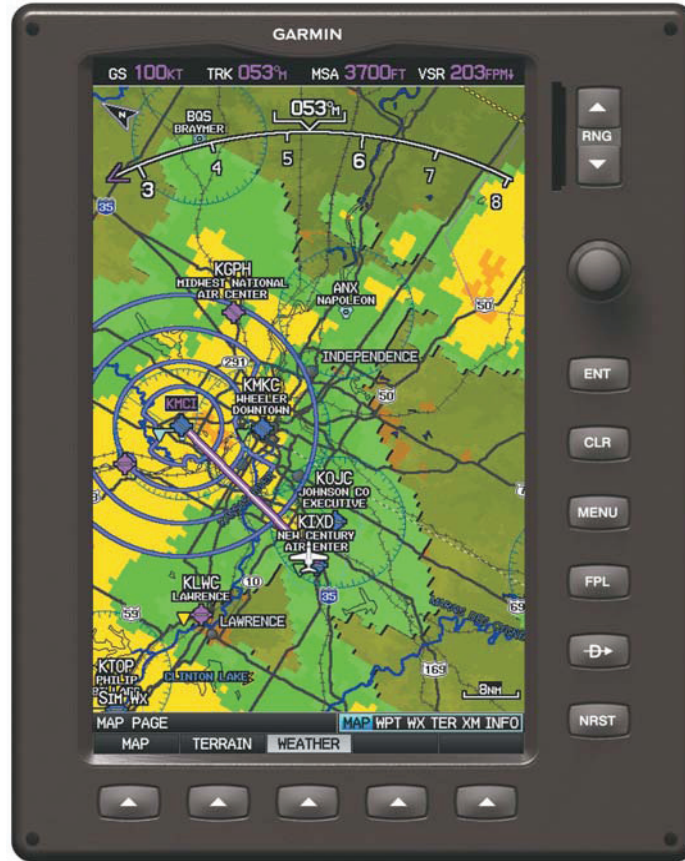 GARMIN
GS 100KT TRK 053°M MSA 3700FT VSR 203FPM↓
053°M
N
BQS
BRAYMER
3 4 5 6 7 8
35
KGPH
MIDWEST NATIONAL
AIR CENTER
ANX
NAPOLEON
50
291
INDEPENDENCE
KMCI
KMKC
WHEELER
DOWNTOWN
50
KOJC
JOHNSON CO
EXECUTIVE
KIXD
NEW CENTURY
AIR CENTER
10
35
KLWC
LAWRENCE
59
LAWRENCE
69
KTOP
PHILIP
CLINTON LAKE
169
SIM WX
8NM
MAP PAGE
MAP WPT WX TER XM INFO
MAP TERRAIN WEATHER
RNG
ENT
CLR
MENU
FPL
D
NRST